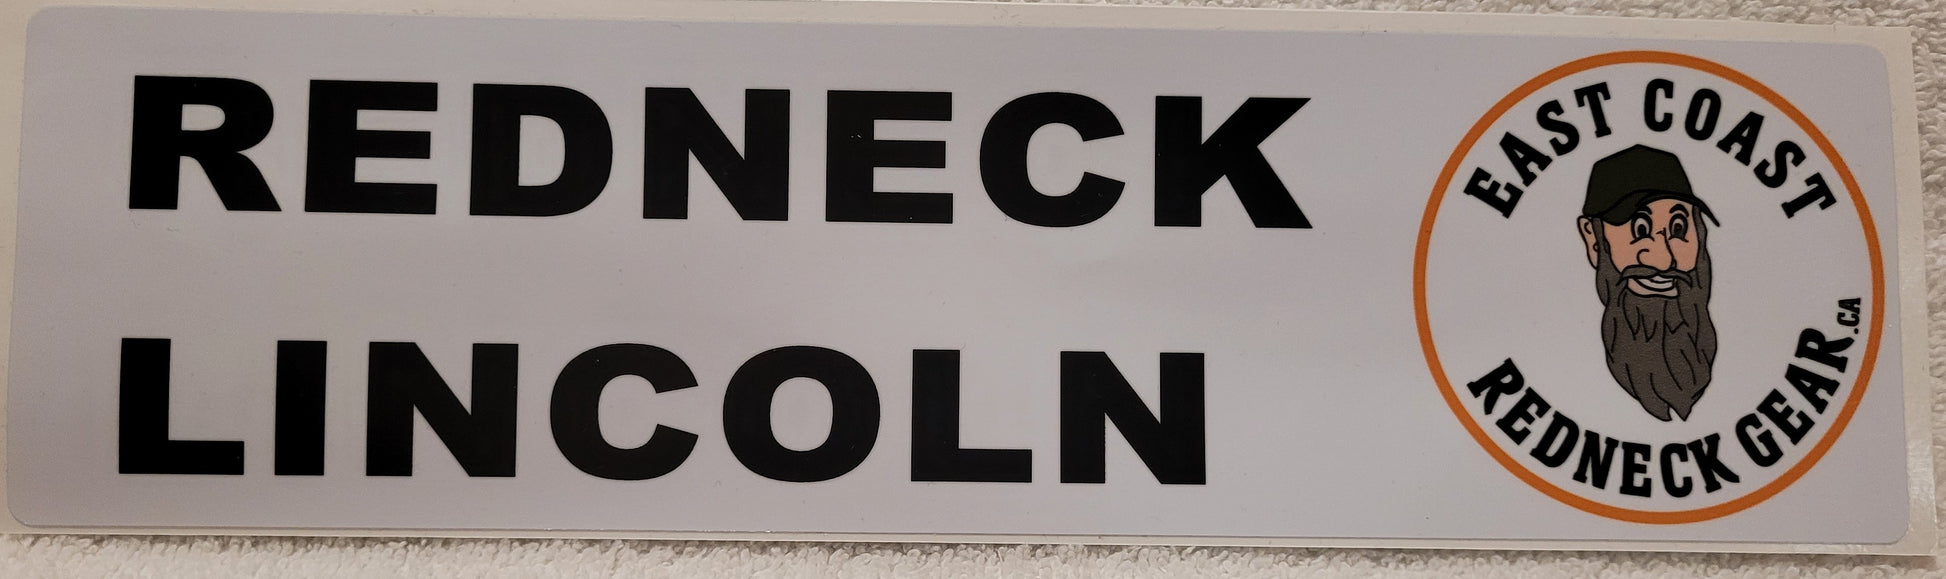 REDNECK
LINCOLN
EAST COAST
REDNECK GEAR.CA